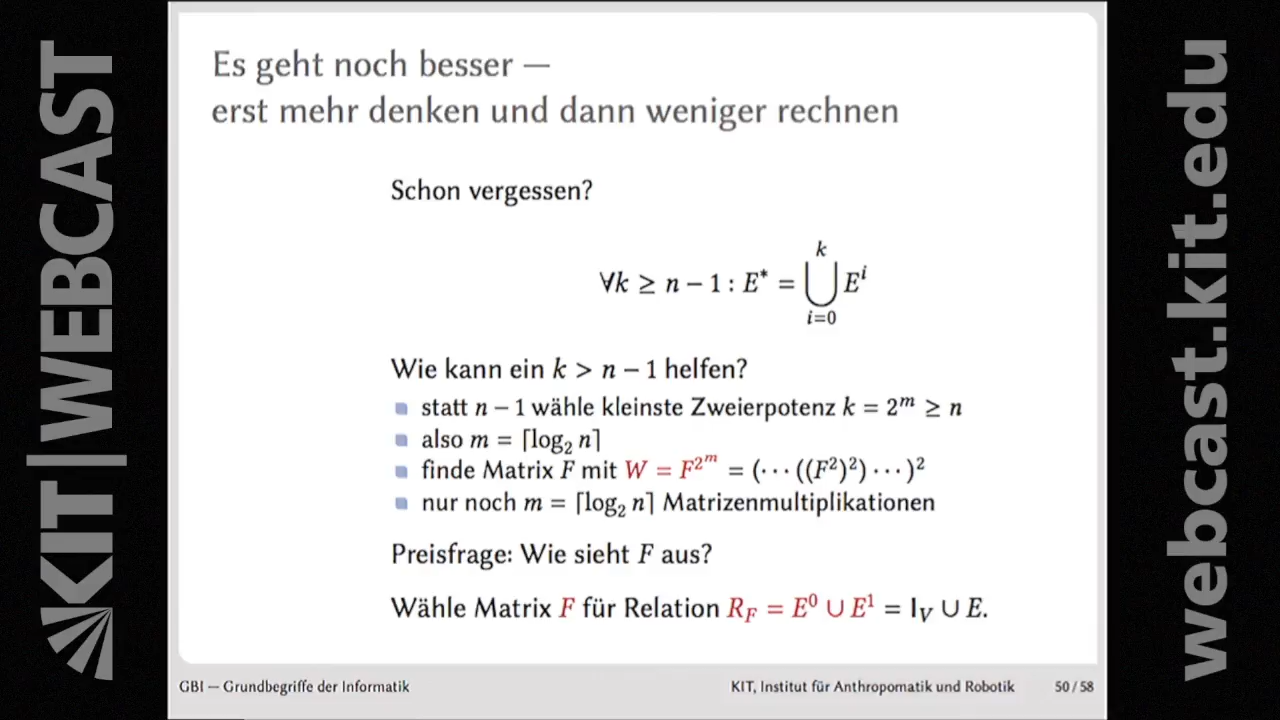 KIT|WEBCAST
Es geht noch besser —
erst mehr denken und dann weniger rechnen
Schon vergessen?
∀k ≥ n − 1 : E* = ⋃_{i=0}^{k} E^i
Wie kann ein k > n − 1 helfen?
statt n − 1 wähle kleinste Zweierpotenz k = 2^m ≥ n
also m = ⌈log₂ n⌉
finde Matrix F mit W = F^{2^m} = (⋯((F²)²)⋯)²
nur noch m = ⌈log₂ n⌉ Matrizenmultiplikationen
Preisfrage: Wie sieht F aus?
Wähle Matrix F für Relation R_F = E⁰ ∪ E¹ = I_V ∪ E.
GBI — Grundbegriffe der Informatik
KIT, Institut für Anthropomatik und Robotik
50 / 58
webcast.kit.edu